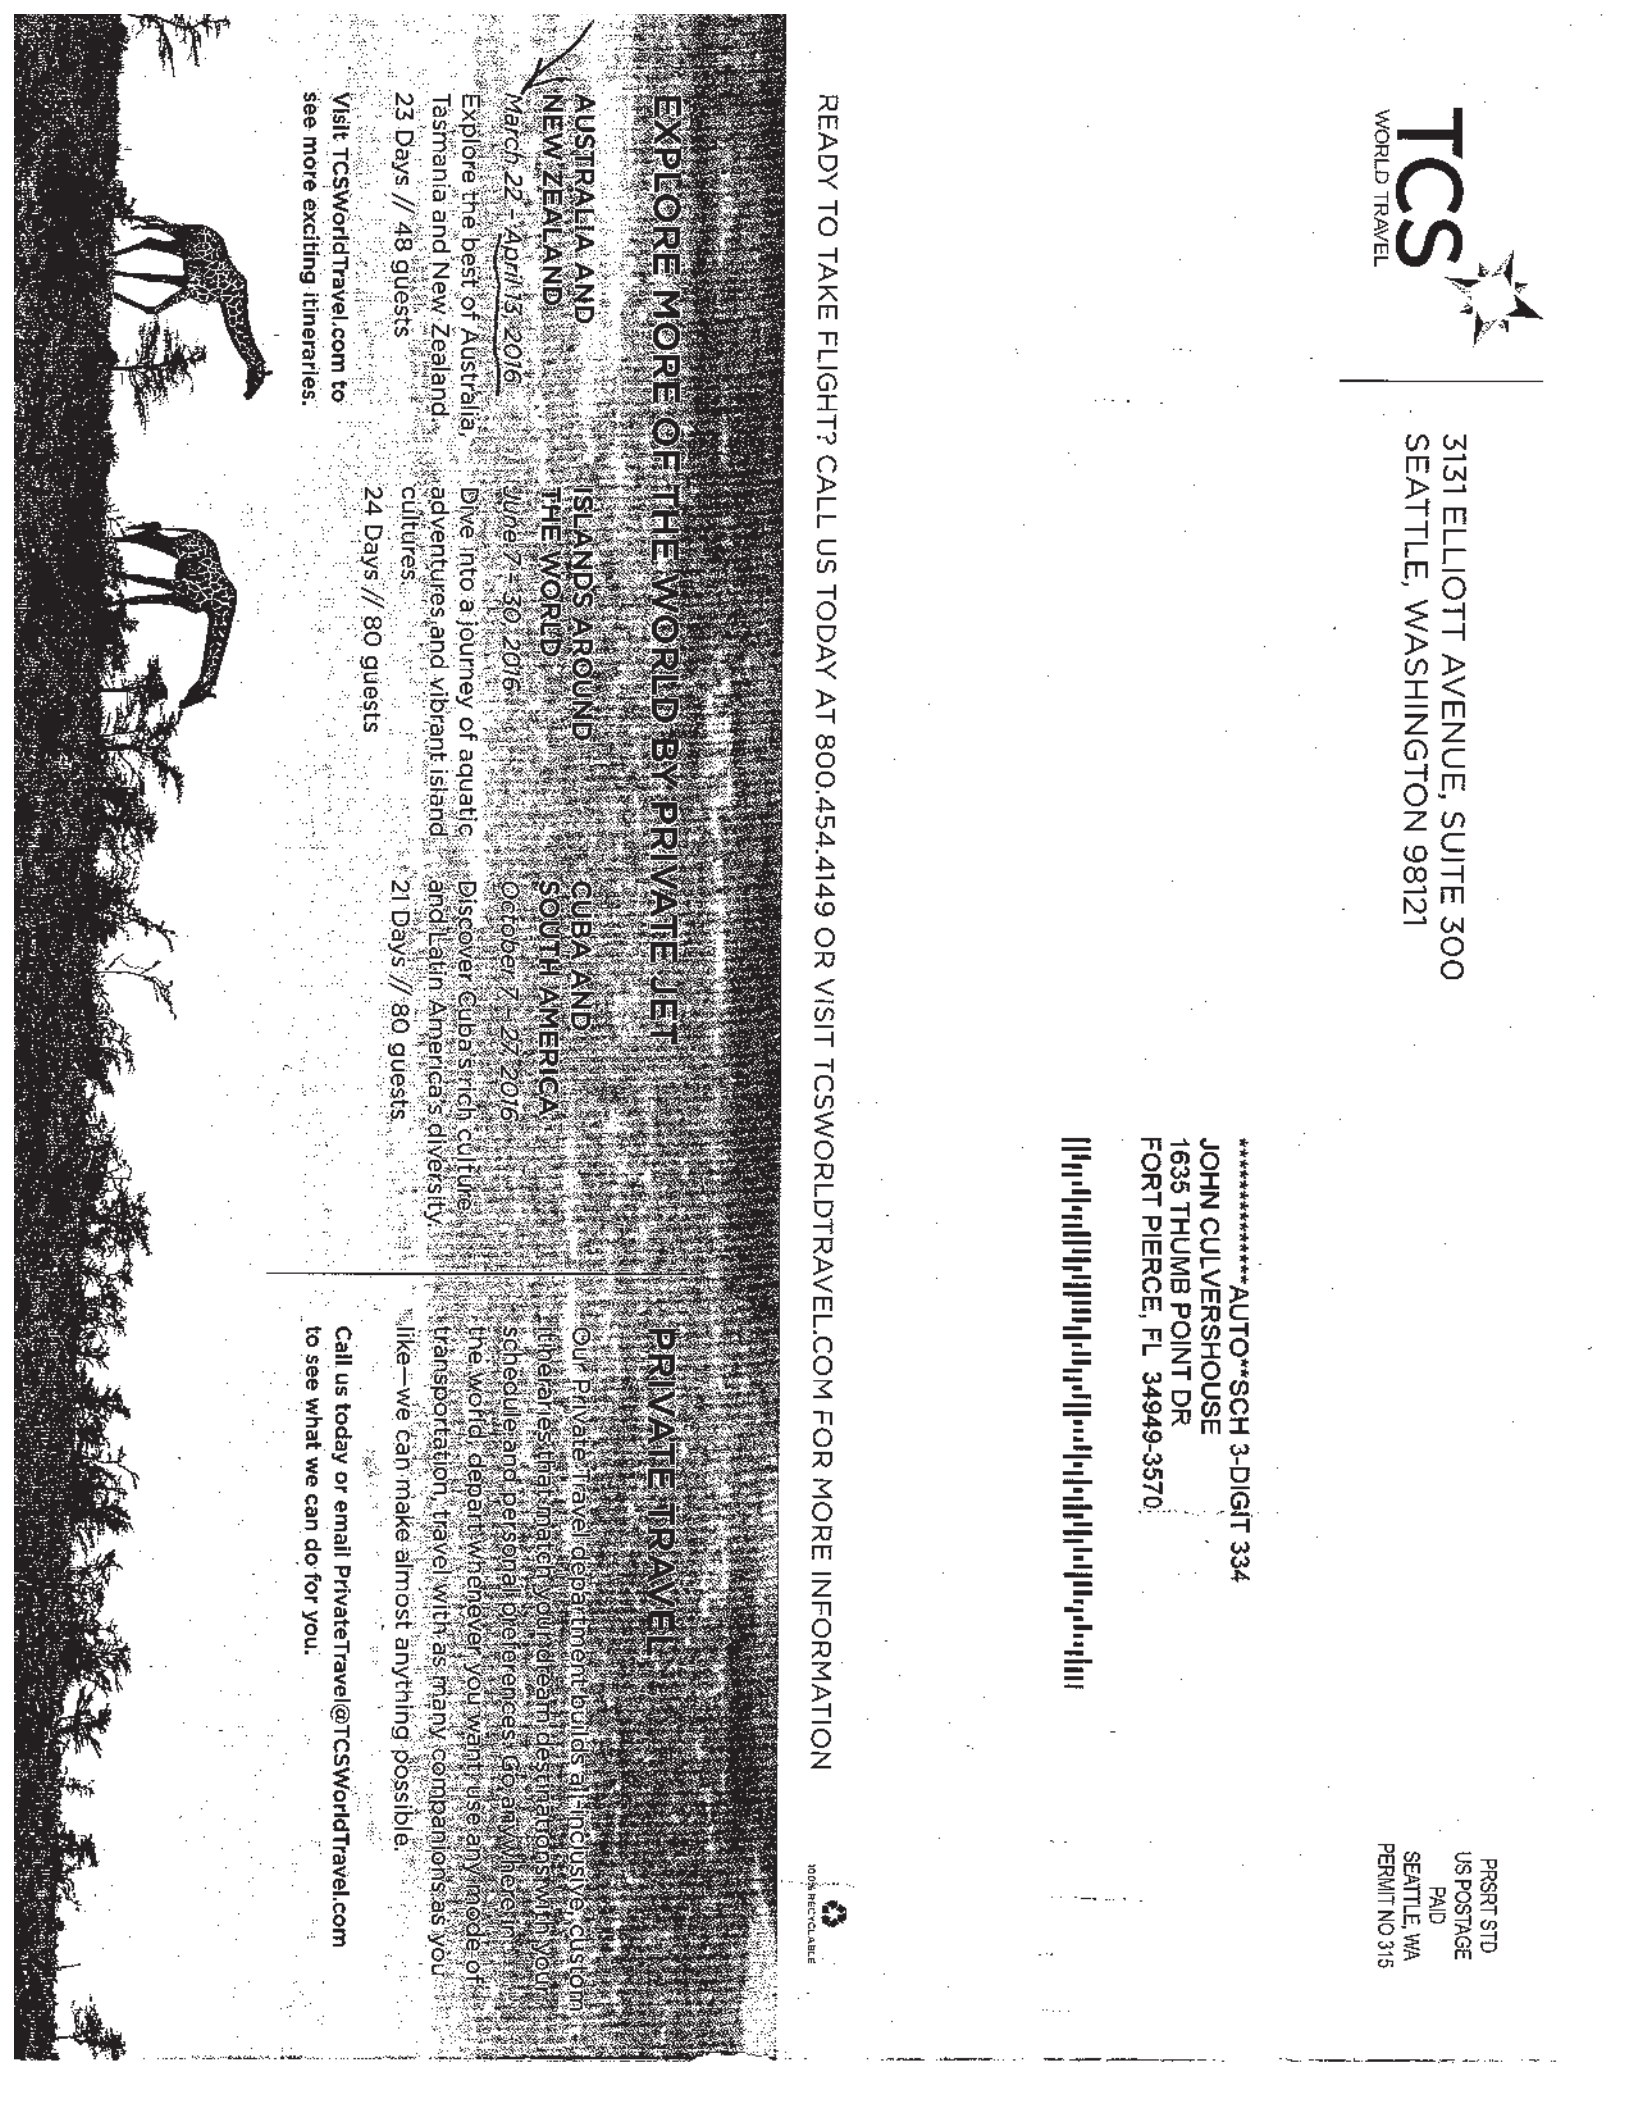 TCS
WORLD TRAVEL
3131 ELLIOTT AVENUE, SUITE 300
SEATTLE, WASHINGTON 98121
PRSRT STD
US POSTAGE
PAID
SEATTLE, WA
PERMIT NO 315
*************AUTO**SCH 3-DIGIT 334
JOHN CULVERSHOUSE
1635 THUMB POINT DR
FORT PIERCE, FL 34949-3570
READY TO TAKE FLIGHT? CALL US TODAY AT 800.454.4149 OR VISIT TCSWORLDTRAVEL.COM FOR MORE INFORMATION
100% RECYCLABLE
EXPLORE MORE OF THE WORLD BY PRIVATE JET
AUSTRALIA AND
NEW ZEALAND
March 22 - April 13, 2016
Explore the best of Australia,
Tasmania and New Zealand.
23 Days // 48 guests
ISLANDS AROUND
THE WORLD
June 7 - 30, 2016
Dive into a journey of aquatic
adventures and vibrant island
cultures.
24 Days // 80 guests
CUBA AND
SOUTH AMERICA
October 7 - 27, 2016
Discover Cuba's rich culture
and Latin America's diversity.
21 Days // 80 guests
Visit TCSWorldTravel.com to
see more exciting itineraries.
PRIVATE TRAVEL
Our Private Travel department builds all-inclusive, custom
itineraries that match your dream destinations with your
schedule and personal preferences. Go anywhere in
the world, depart whenever you want, use any mode of
transportation, travel with as many companions as you
like—we can make almost anything possible.
Call us today or email PrivateTravel@TCSWorldTravel.com
to see what we can do for you.